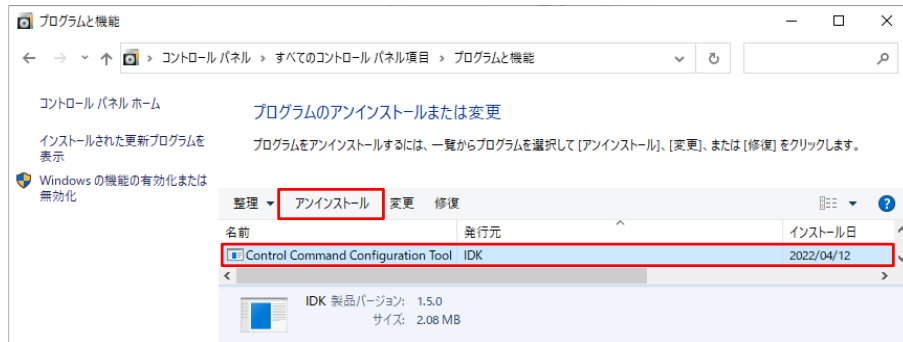 プログラムと機能
コントロール パネル › すべてのコントロール パネル項目 › プログラムと機能
コントロール パネル ホーム
インストールされた更新プログラムを
表示
Windows の機能の有効化または
無効化
プログラムのアンインストールまたは変更
プログラムをアンインストールするには、一覧からプログラムを選択して [アンインストール]、[変更]、または [修復] をクリックします。
整理 アンインストール 変更 修復
名前 発行元 インストール日
Control Command Configuration Tool IDK 2022/04/12
IDK 製品バージョン: 1.5.0
サイズ: 2.08 MB